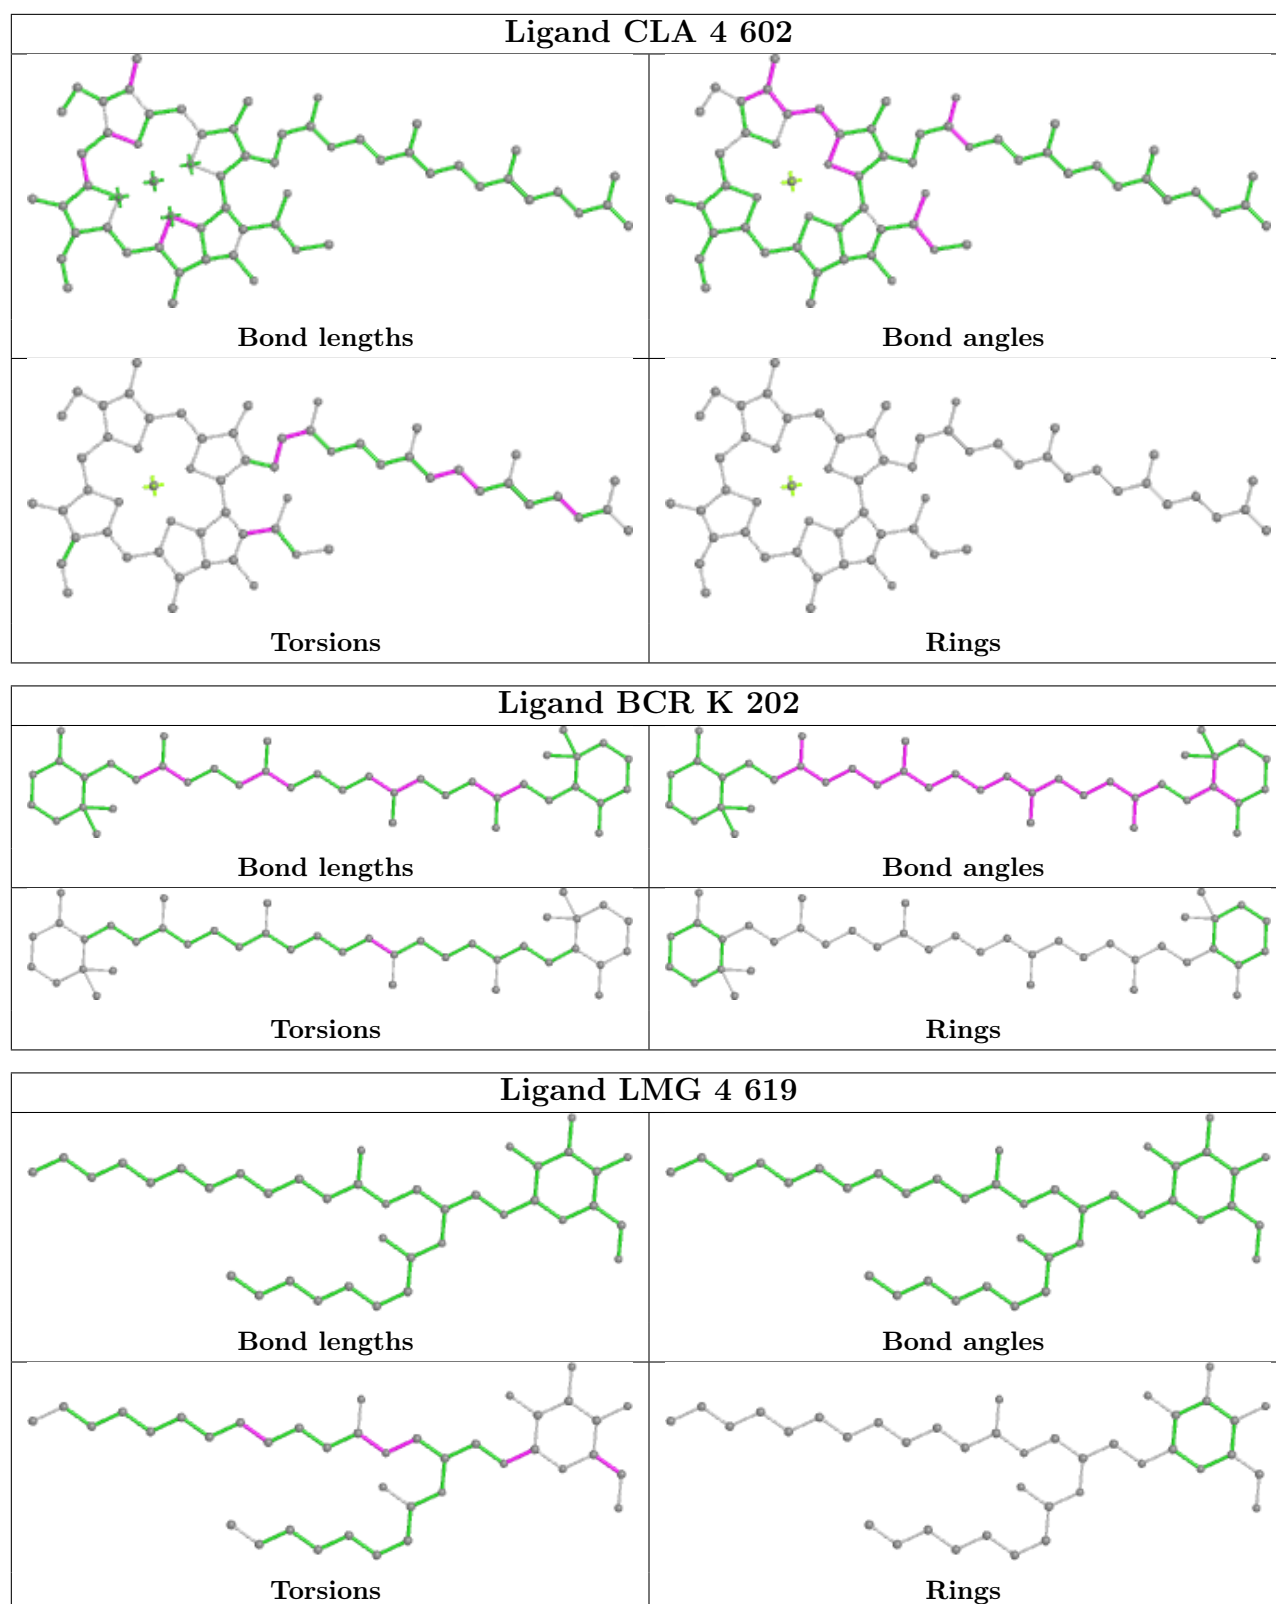 Ligand CLA 4 602
Bond lengths
Bond angles
Torsions
Rings
Ligand BCR K 202
Bond lengths
Bond angles
Torsions
Rings
Ligand LMG 4 619
Bond lengths
Bond angles
Torsions
Rings